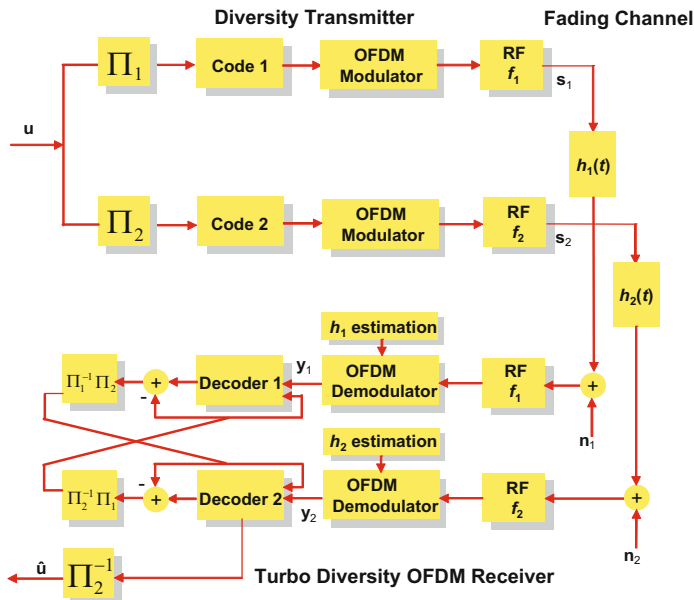 Diversity Transmitter
Fading Channel
u
Π₁
Code 1
OFDM
Modulator
RF
f₁
s₁
h₁(t)
Π₂
Code 2
OFDM
Modulator
RF
f₂
s₂
h₂(t)
h₁ estimation
Π₁⁻¹ Π₂
+
-
Decoder 1
y₁
OFDM
Demodulator
RF
f₁
+
n₁
h₂ estimation
Π₂⁻¹ Π₁
-
+
Decoder 2
y₂
OFDM
Demodulator
RF
f₂
+
n₂
û
Π₂⁻¹
Turbo Diversity OFDM Receiver